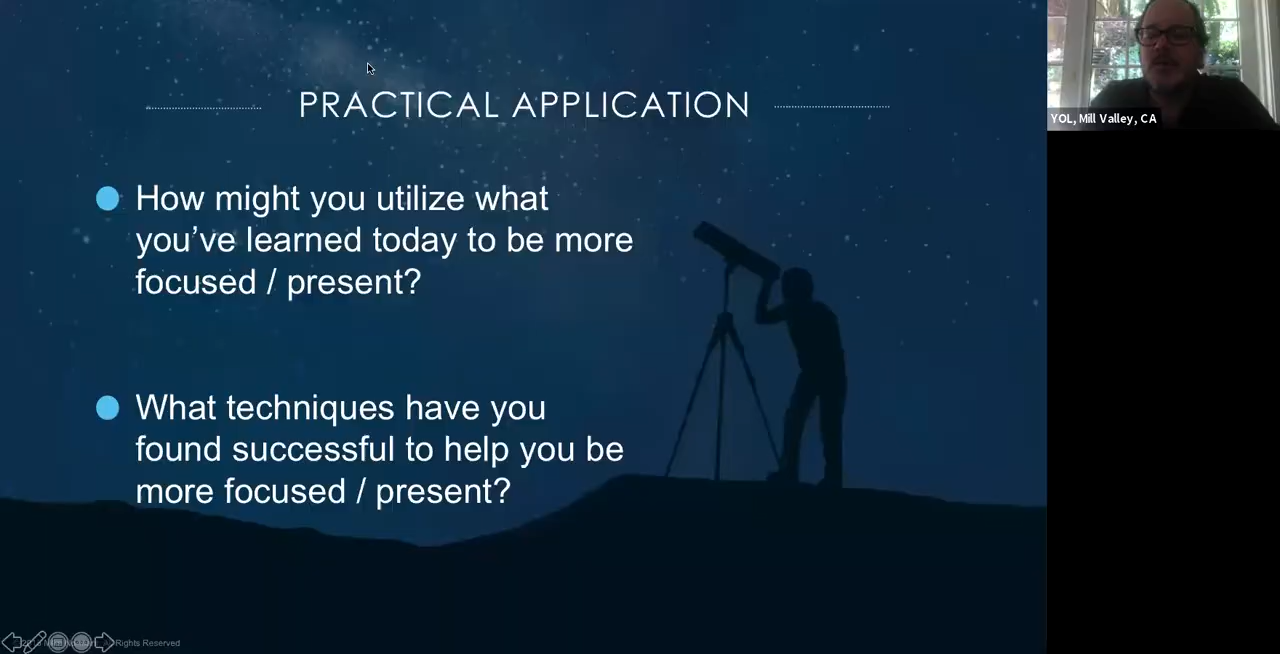 PRACTICAL APPLICATION
How might you utilize what
you’ve learned today to be more
focused / present?
What techniques have you
found successful to help you be
more focused / present?
YOL, Mill Valley, CA
Rights Reserved